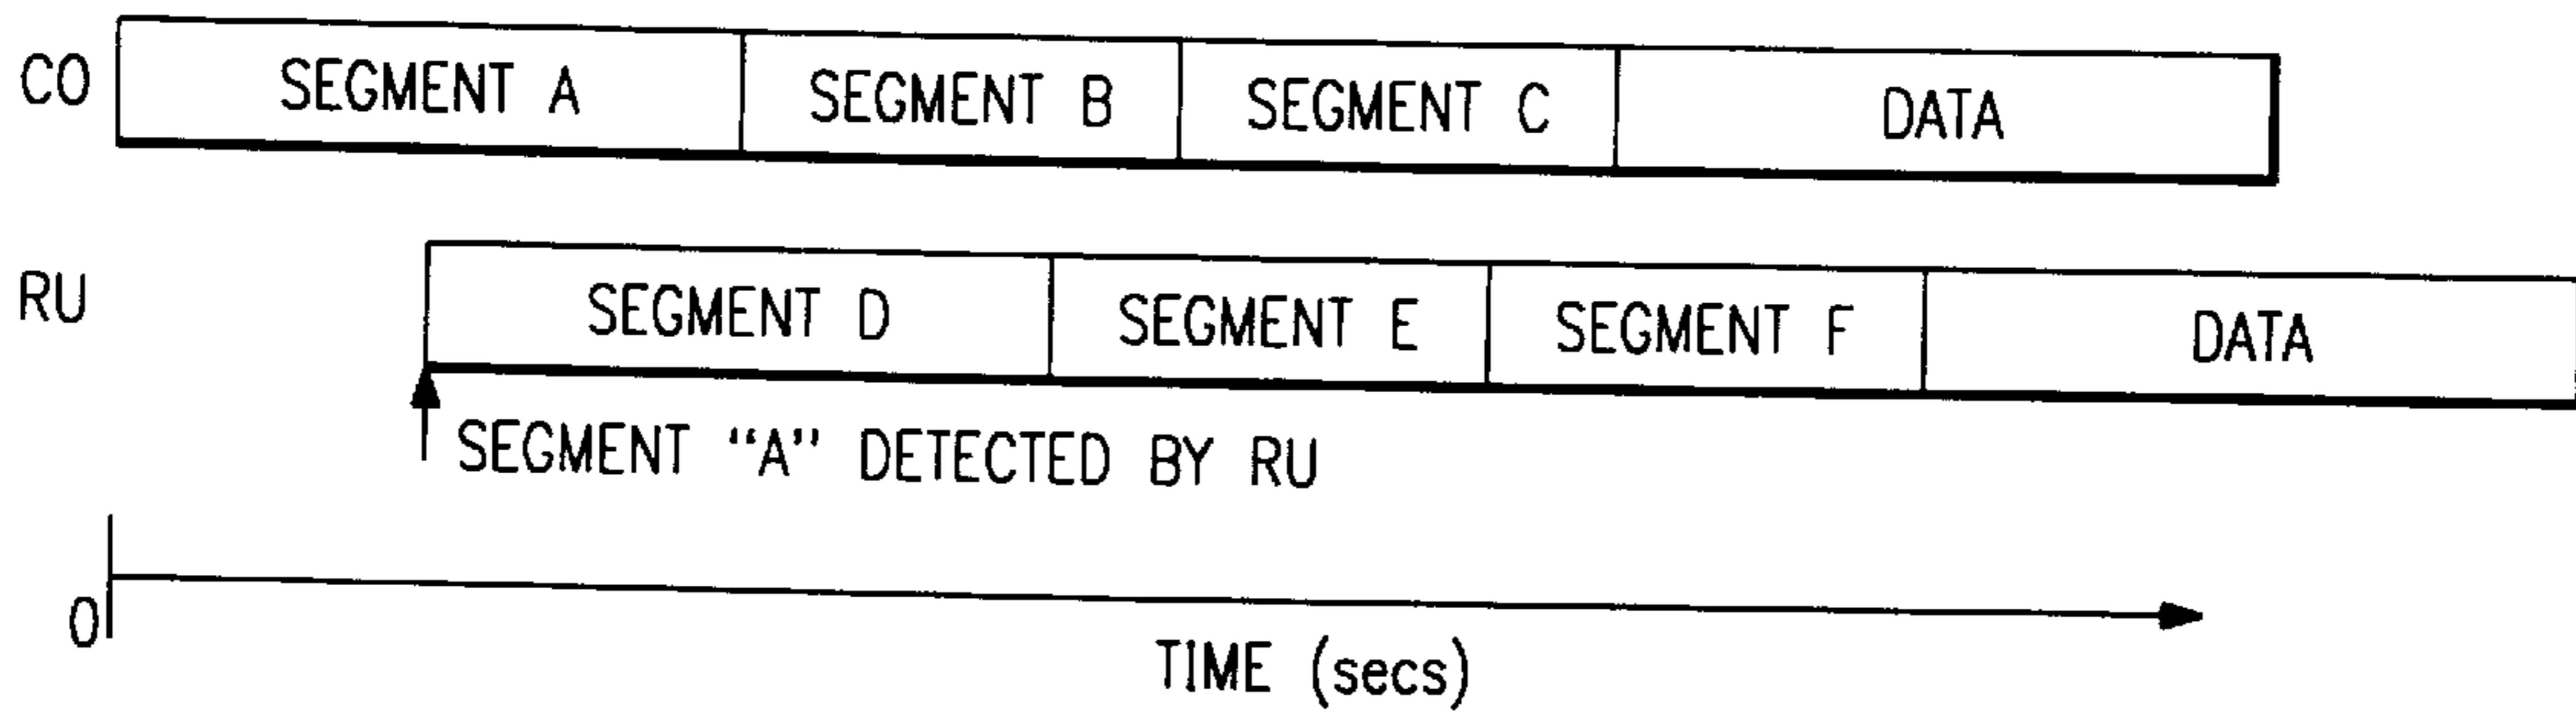 CO SEGMENT A SEGMENT B SEGMENT C DATA
RU SEGMENT D SEGMENT E SEGMENT F DATA
SEGMENT "A" DETECTED BY RU
0
TIME (secs)